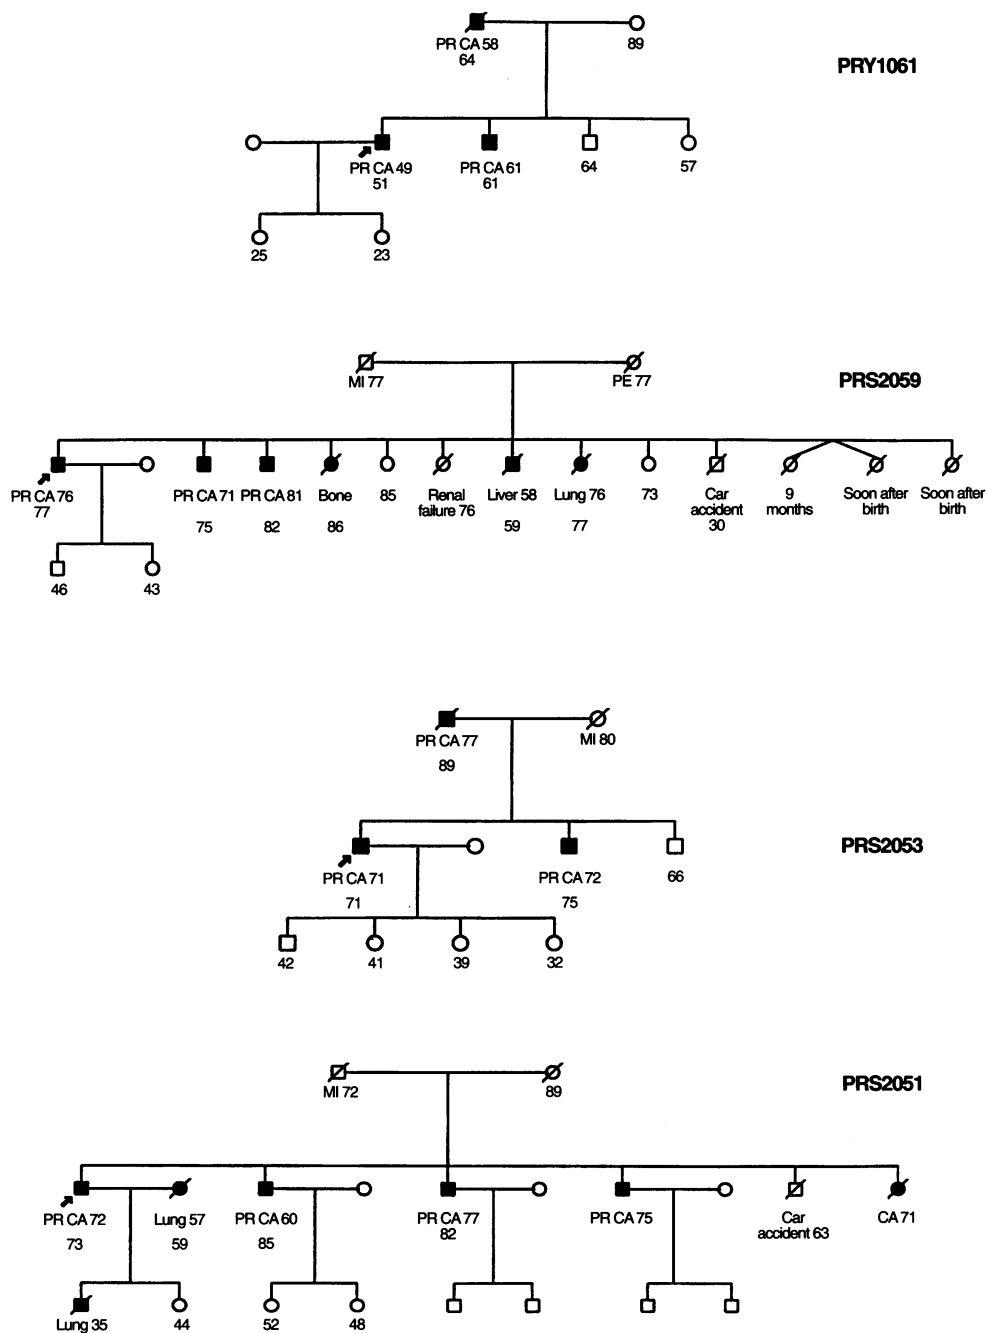 PR CA 58
64
89
PRY1061
PR CA 49
51
PR CA 61
61
64
57
25
23
MI 77
PE 77
PRS2059
PR CA 76
77
PR CA 71
75
PR CA 81
82
Bone
86
85
Renal
failure 76
Liver 58
59
Lung 76
77
73
Car
accident
30
9
months
Soon after
birth
Soon after
birth
46
43
PR CA 77
89
MI 80
PRS2053
PR CA 71
71
PR CA 72
75
66
42
41
39
32
MI 72
89
PRS2051
PR CA 72
73
Lung 57
59
PR CA 60
85
PR CA 77
82
PR CA 75
Car
accident 63
CA 71
Lung 35
44
52
48